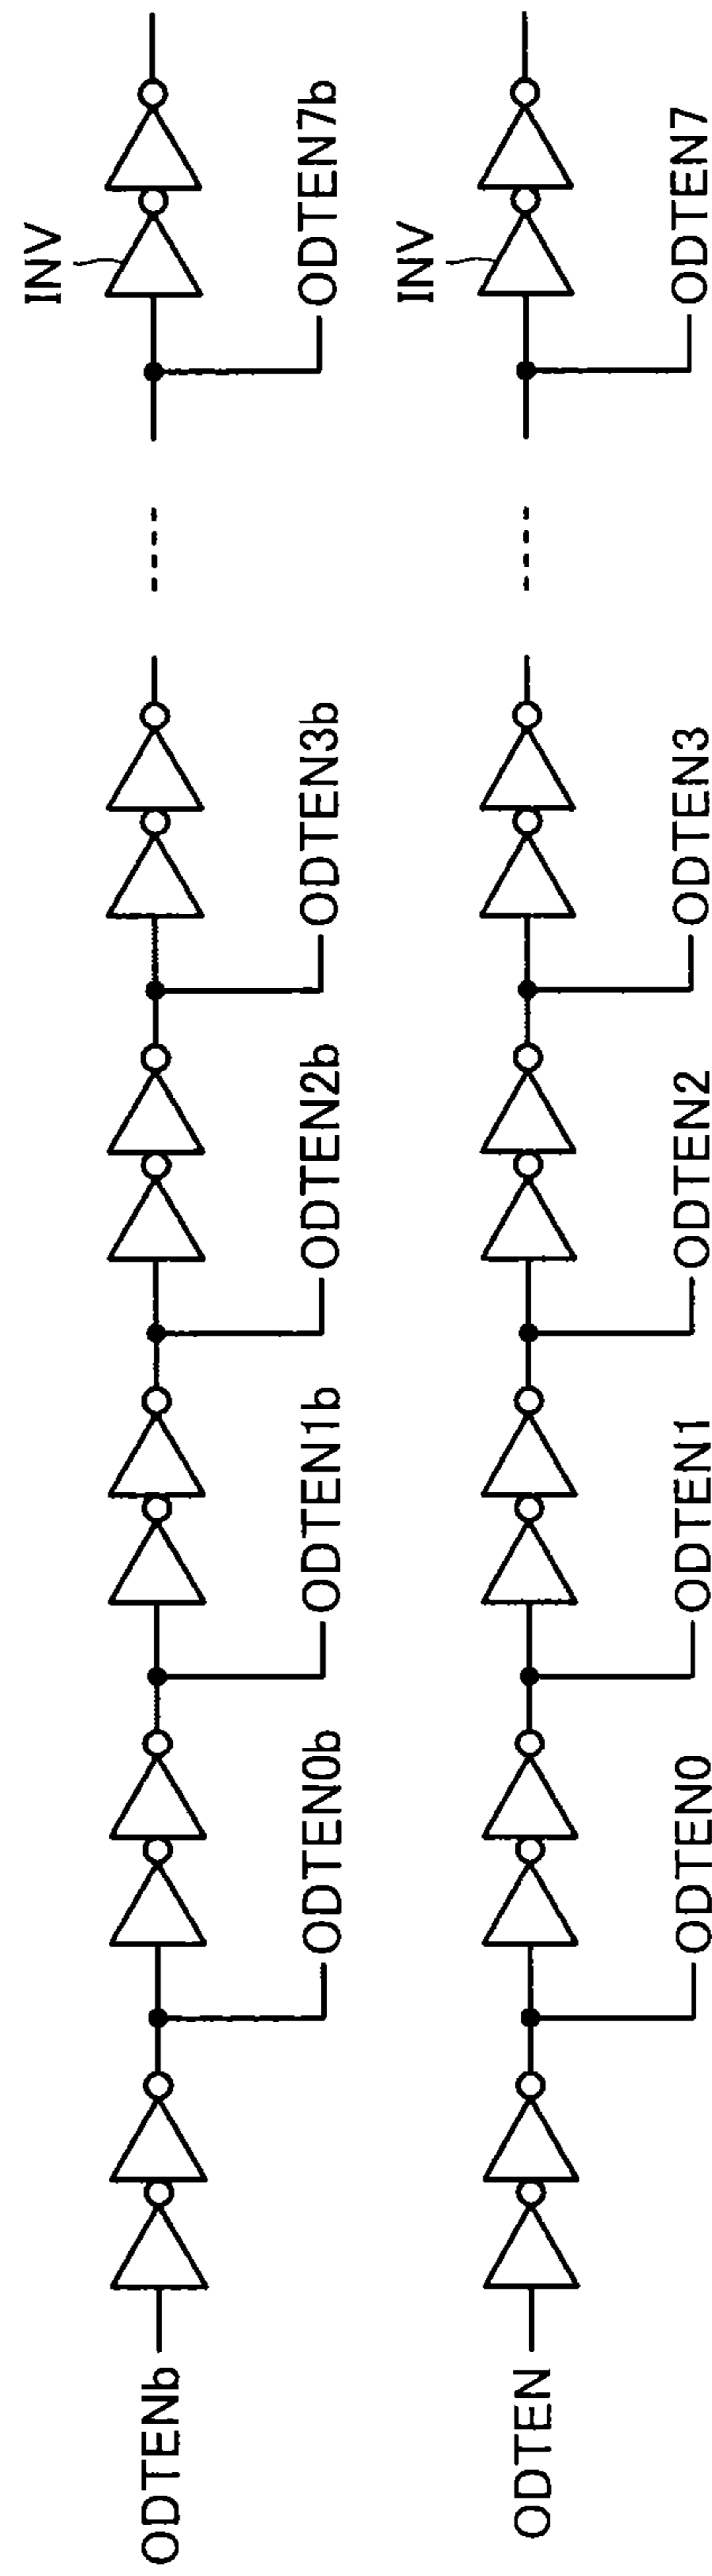 ODTENb
ODTEN0b
ODTEN1b
ODTEN2b
ODTEN3b
INV
ODTEN7b
ODTEN
ODTEN0
ODTEN1
ODTEN2
ODTEN3
INV
ODTEN7